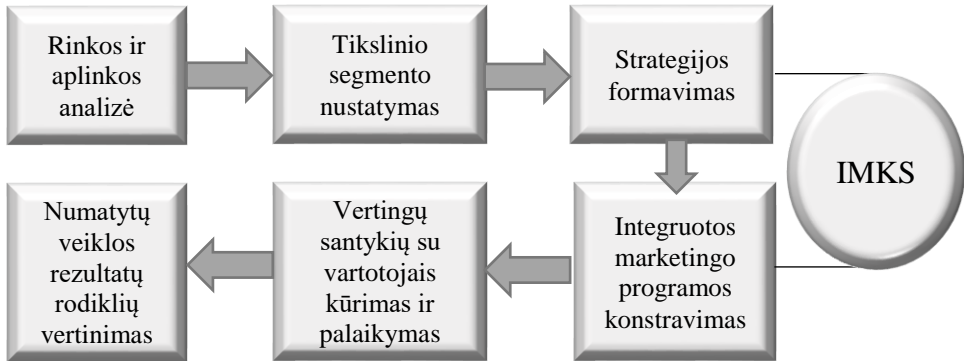 Rinkos ir
aplinkos
analizė
Tikslinio
segmento
nustatymas
Strategijos
formavimas
IMKS
Integruotos
marketingo
programos
konstravimas
Vertingų
santykių su
vartotojais
kūrimas ir
palaikymas
Numatytų
veiklos
rezultatų
rodiklių
vertinimas